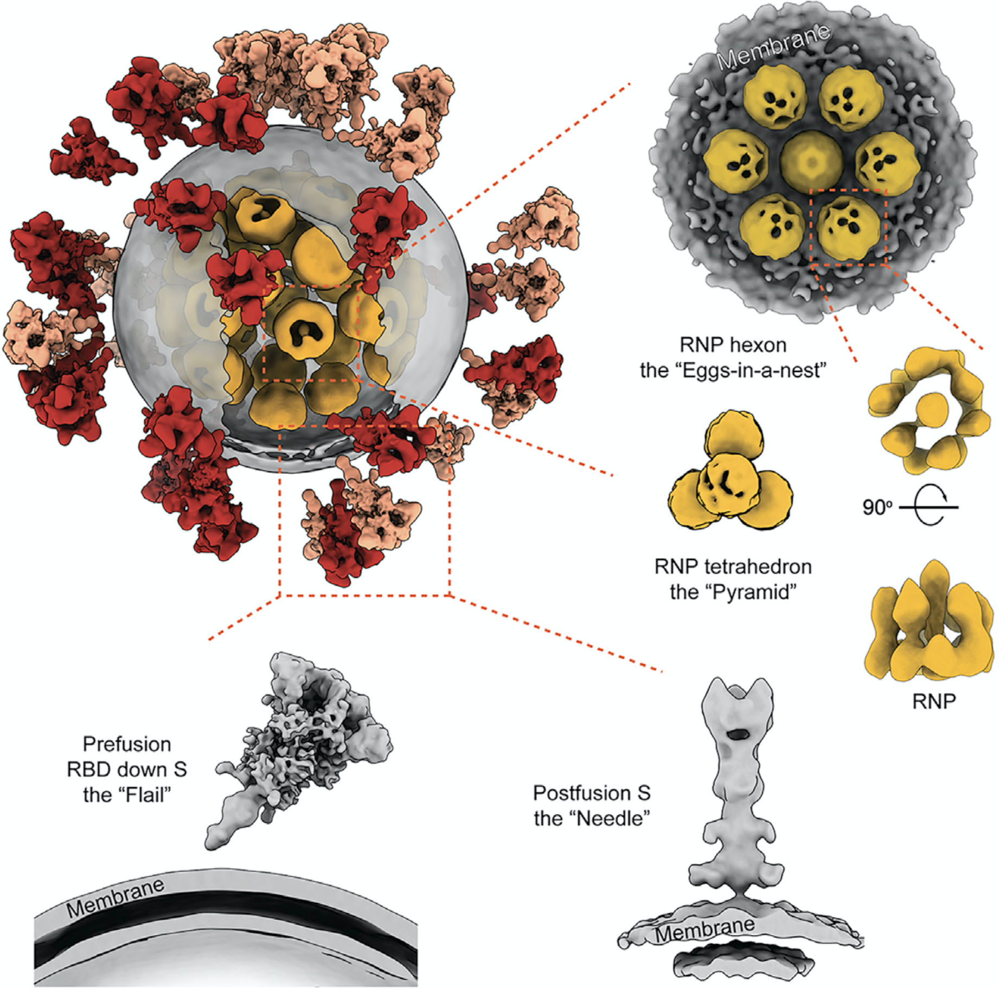 Membrane
RNP hexon
the “Eggs-in-a-nest”
90º
RNP tetrahedron
the “Pyramid”
RNP
Prefusion
RBD down S
the “Flail”
Postfusion S
the “Needle”
Membrane
Membrane